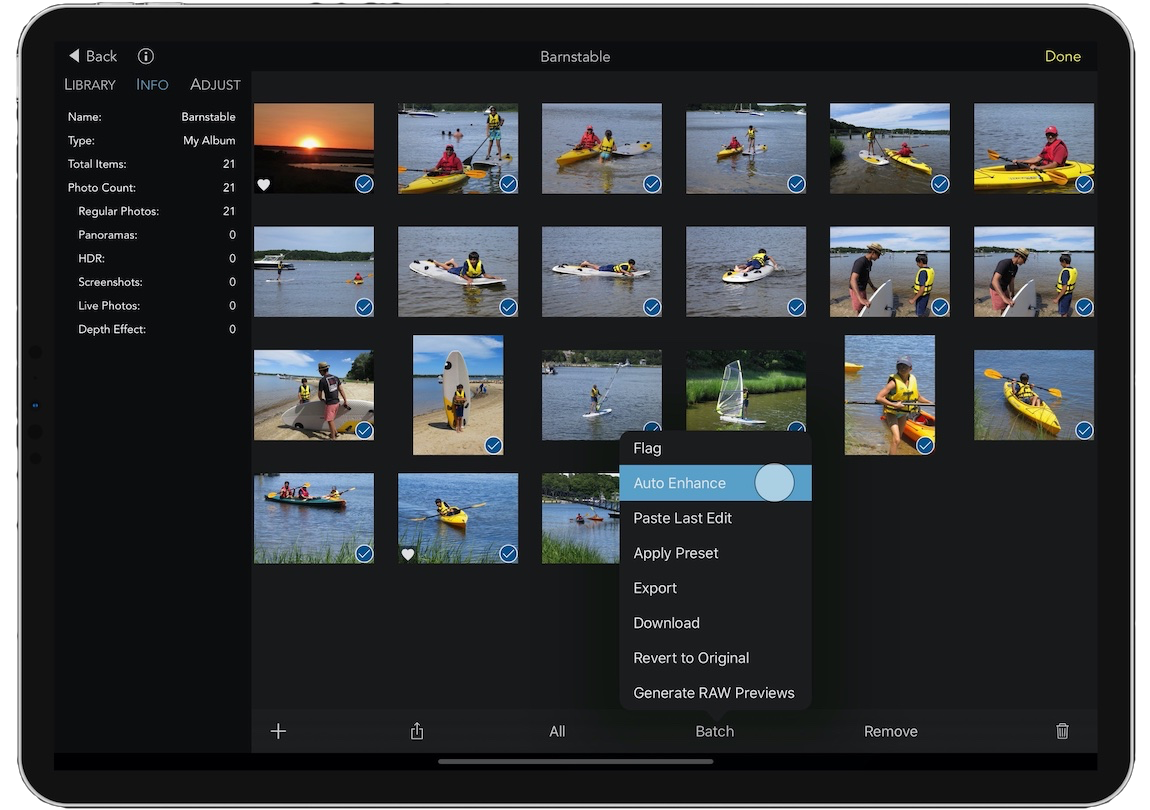 Back
Barnstable
Done
LIBRARY INFO ADJUST
Name: Barnstable
Type: My Album
Total Items: 21
Photo Count: 21
Regular Photos: 21
Panoramas: 0
HDR: 0
Screenshots: 0
Live Photos: 0
Depth Effect: 0
Flag
Auto Enhance
Paste Last Edit
Apply Preset
Export
Download
Revert to Original
Generate RAW Previews
All
Batch
Remove